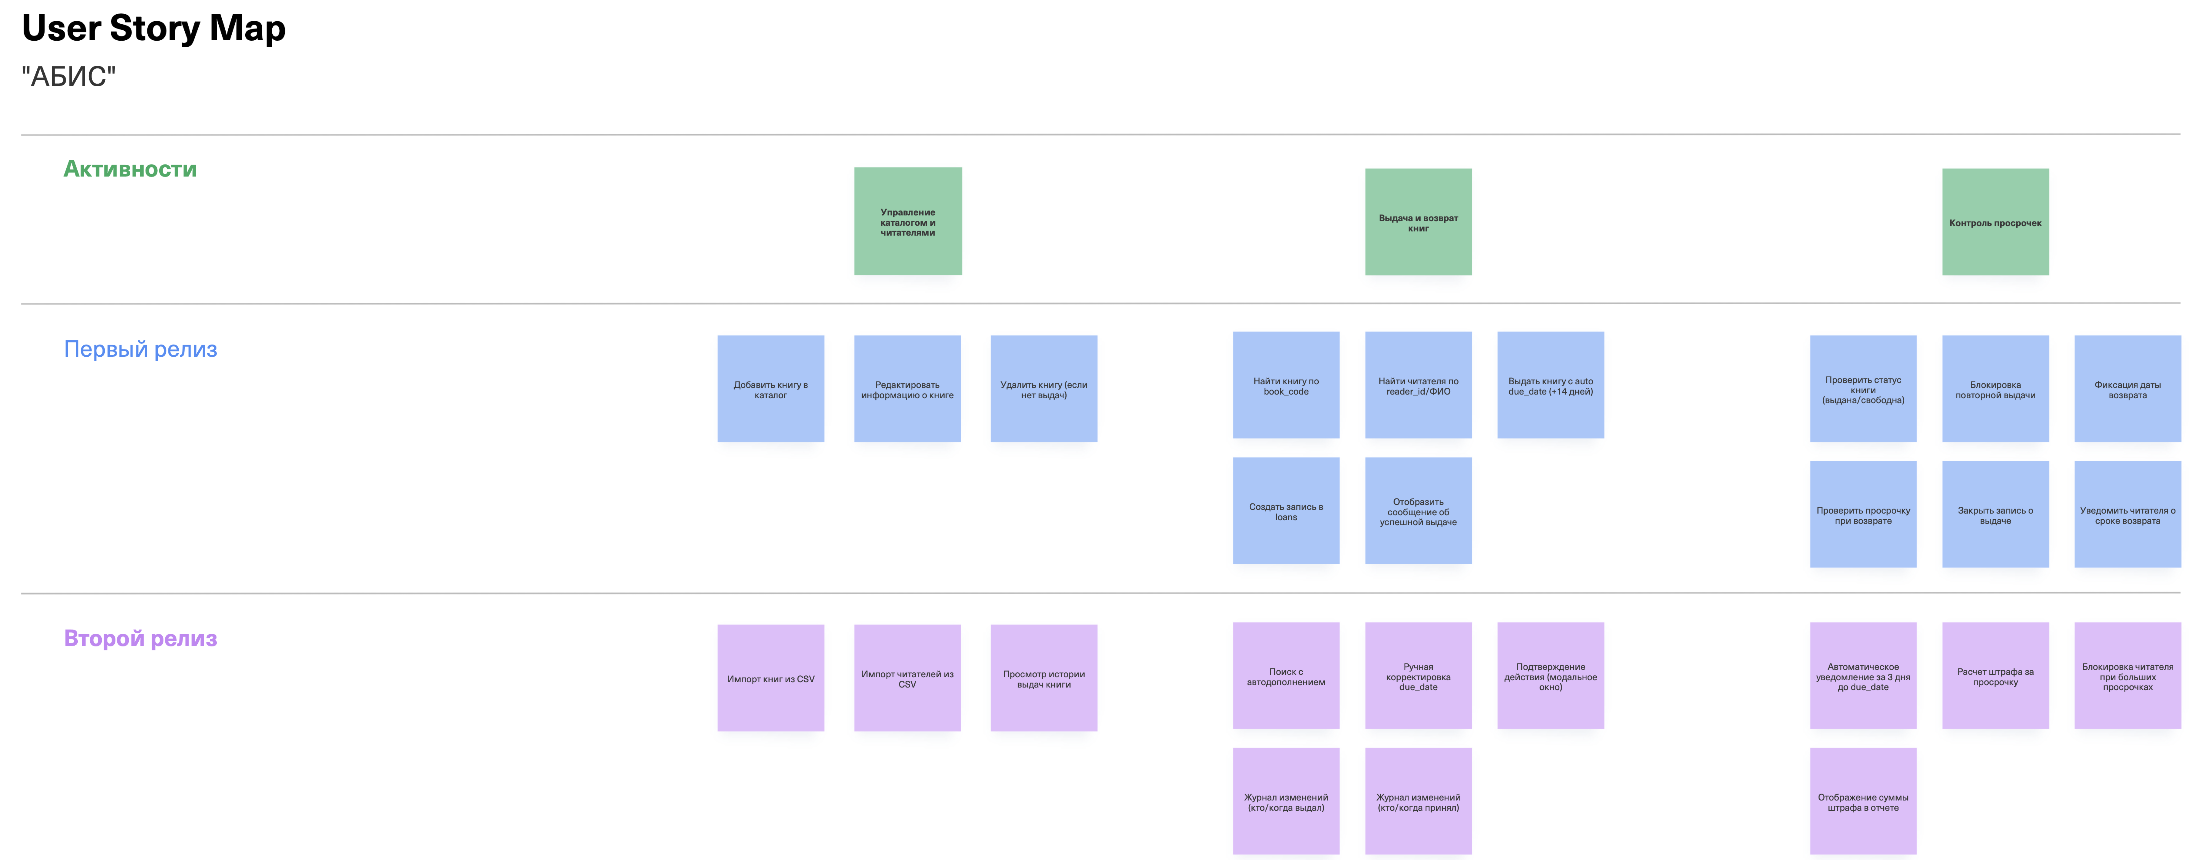 User Story Map
"АБИС"
Активности
Управление
каталогом и
читателями
Выдача и возврат
книг
Контроль просрочек
Первый релиз
Добавить книгу в
каталог
Редактировать
информацию о книге
Удалить книгу (если
нет выдач)
Найти книгу по
book_code
Найти читателя по
reader_id/ФИО
Выдать книгу с auto
due_date (+14 дней)
Проверить статус
книги
(выдана/свободна)
Блокировка
повторной выдачи
Фиксация даты
возврата
Создать запись в
loans
Отобразить
сообщение об
успешной выдаче
Проверить просрочку
при возврате
Закрыть запись о
выдаче
Уведомить читателя о
сроке возврата
Второй релиз
Импорт книг из CSV
Импорт читателей из
CSV
Просмотр истории
выдач книги
Поиск с
автодополнением
Ручная
корректировка
due_date
Подтверждение
действия (модальное
окно)
Автоматическое
уведомление за 3 дня
до due_date
Расчет штрафа за
просрочку
Блокировка читателя
при больших
просрочках
Журнал изменений
(кто/когда выдал)
Журнал изменений
(кто/когда принял)
Отображение суммы
штрафа в отчете